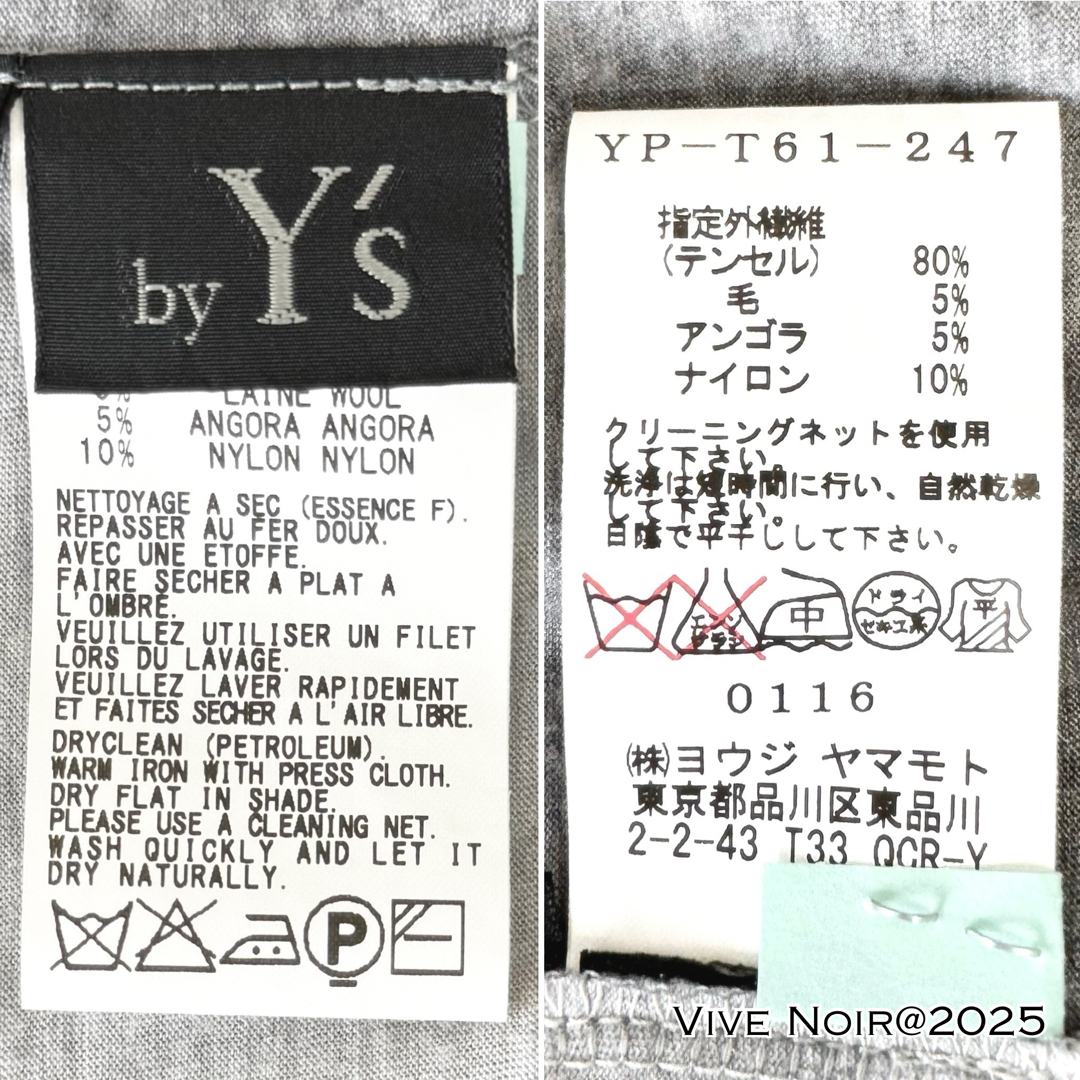 by Y's
LAINE WOOL
5% ANGORA ANGORA
10% NYLON NYLON
NETTOYAGE A SEC (ESSENCE F).
REPASSER AU FER DOUX.
AVEC UNE ETOFFE.
FAIRE SECHER A PLAT A
L'OMBRE.
VEUILLEZ UTILISER UN FILET
LORS DU LAVAGE.
VEUILLEZ LAVER RAPIDEMENT
ET FAITES SECHER A L'AIR LIBRE.
DRYCLEAN (PETROLEUM).
WARM IRON WITH PRESS CLOTH.
DRY FLAT IN SHADE.
PLEASE USE A CLEANING NET.
WASH QUICKLY AND LET IT
DRY NATURALLY.
P
YP-T61-247
指定外繊維
(テンセル) 80%
毛 5%
アンゴラ 5%
ナイロン 10%
クリーニングネットを使用
して下さい。
洗浄は短時間に行い、自然乾燥
して下さい。
日陰で平干しして下さい。
エンソ
サラシ
中
ドライ
セキユ系
平
0116
(株)ヨウジ ヤマモト
東京都品川区東品川
2-2-43 T33 QCR-Y
VIVE NOIR@2025